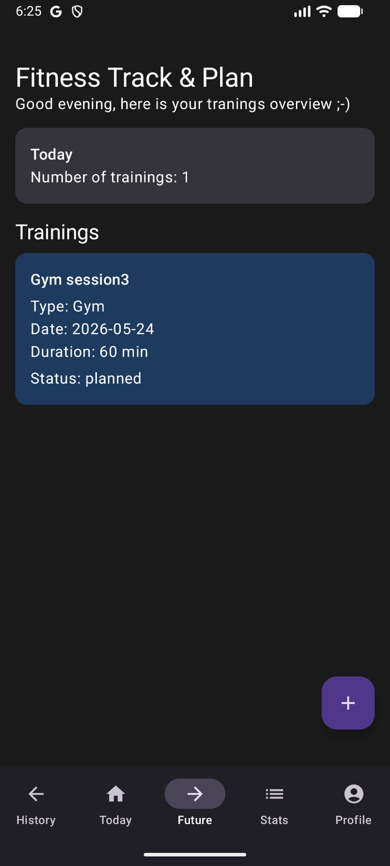 6:25
Fitness Track & Plan
Good evening, here is your tranings overview ;-)
Today
Number of trainings: 1
Trainings
Gym session3
Type: Gym
Date: 2026-05-24
Duration: 60 min
Status: planned
+
History
Today
Future
Stats
Profile